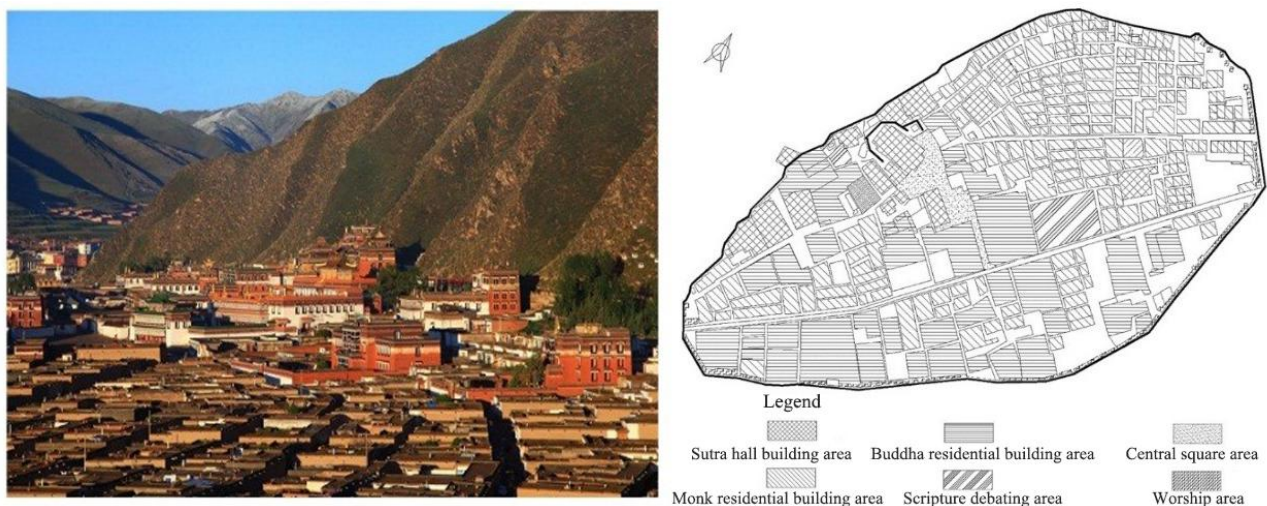 Legend
Sutra hall building area
Buddha residential building area
Central square area
Monk residential building area
Scripture debating area
Worship area